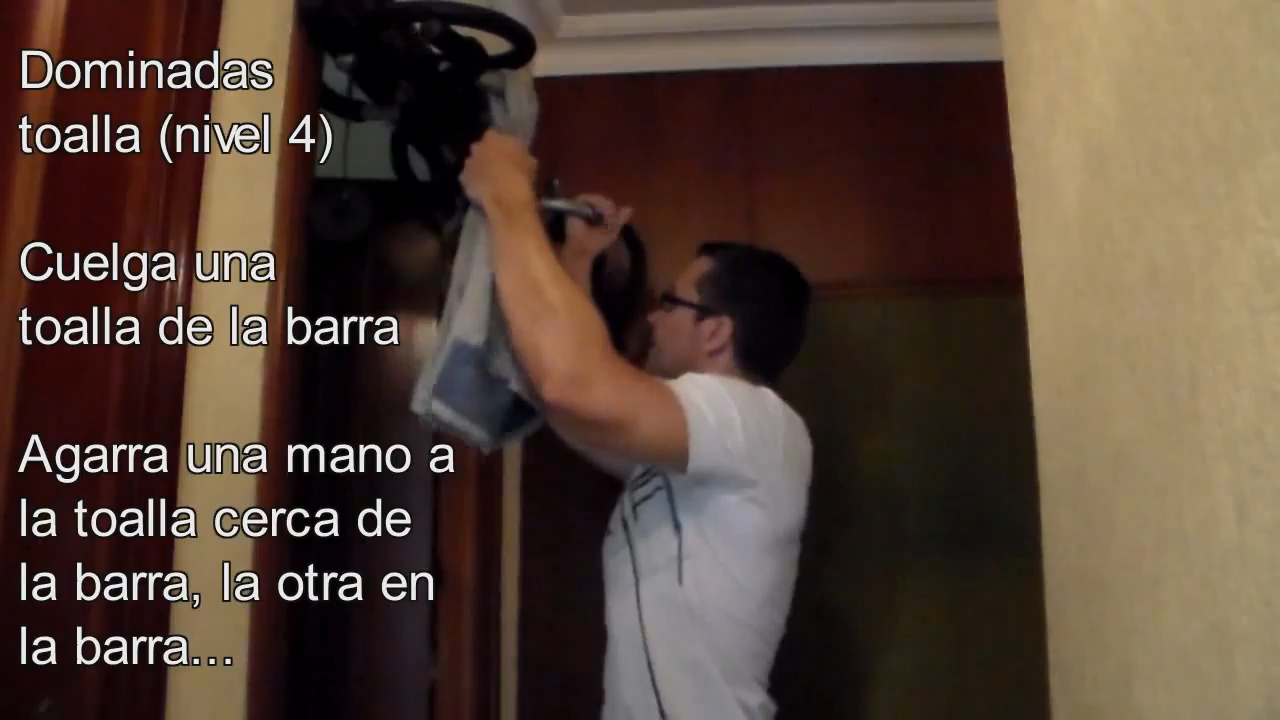 Dominadas
toalla (nivel 4)
Cuelga una
toalla de la barra
Agarra una mano a
la toalla cerca de
la barra, la otra en
la barra...